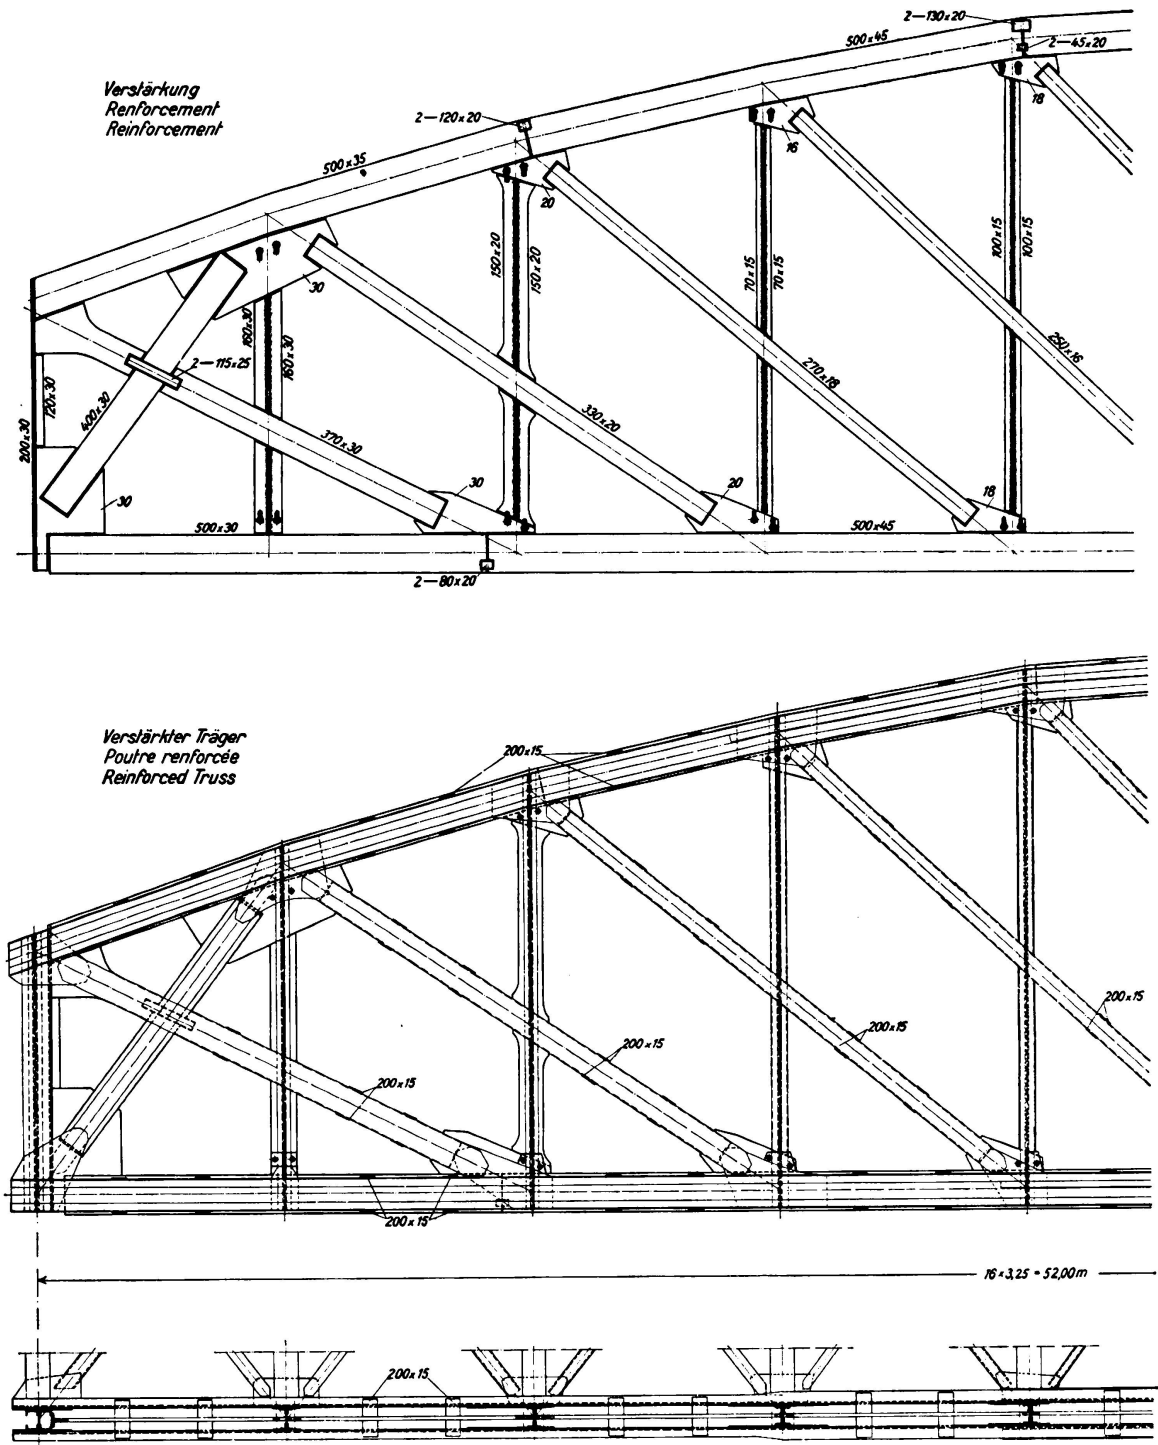 2—130x20
500x45
2—45x20
Verstärkung
Renforcement
Reinforcement
18
2—120x20
16
500x35
20
150x20
150x20
70x15
70x15
100x15
100x15
30
160x30
160x30
2—115x25
250x16
270x18
120x30
400x30
330x20
200x30
370x30
30
30
20
18
500x30
500x45
2—80x20
Verstärkter Träger
Poutre renforcée
Reinforced Truss
200x15
200x15
200x15
200x15
200x15
200x15
16x3,25 = 52,00m
200x15